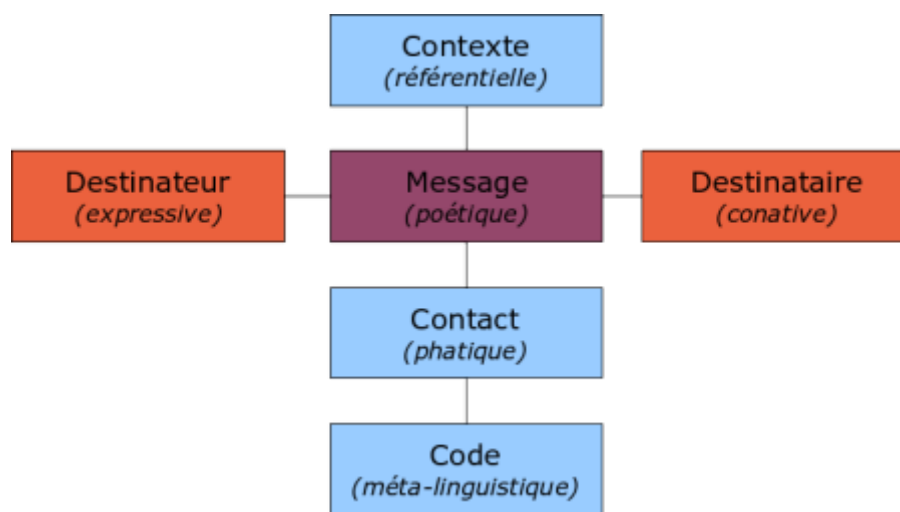 Contexte
(référentielle)
Destinateur
(expressive)
Message
(poétique)
Destinataire
(conative)
Contact
(phatique)
Code
(méta-linguistique)